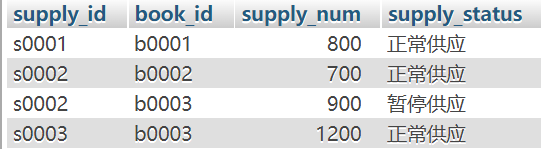 supply_id book_id supply_num supply_status
s0001 b0001 800 正常供应
s0002 b0002 700 正常供应
s0002 b0003 900 暂停供应
s0003 b0003 1200 正常供应